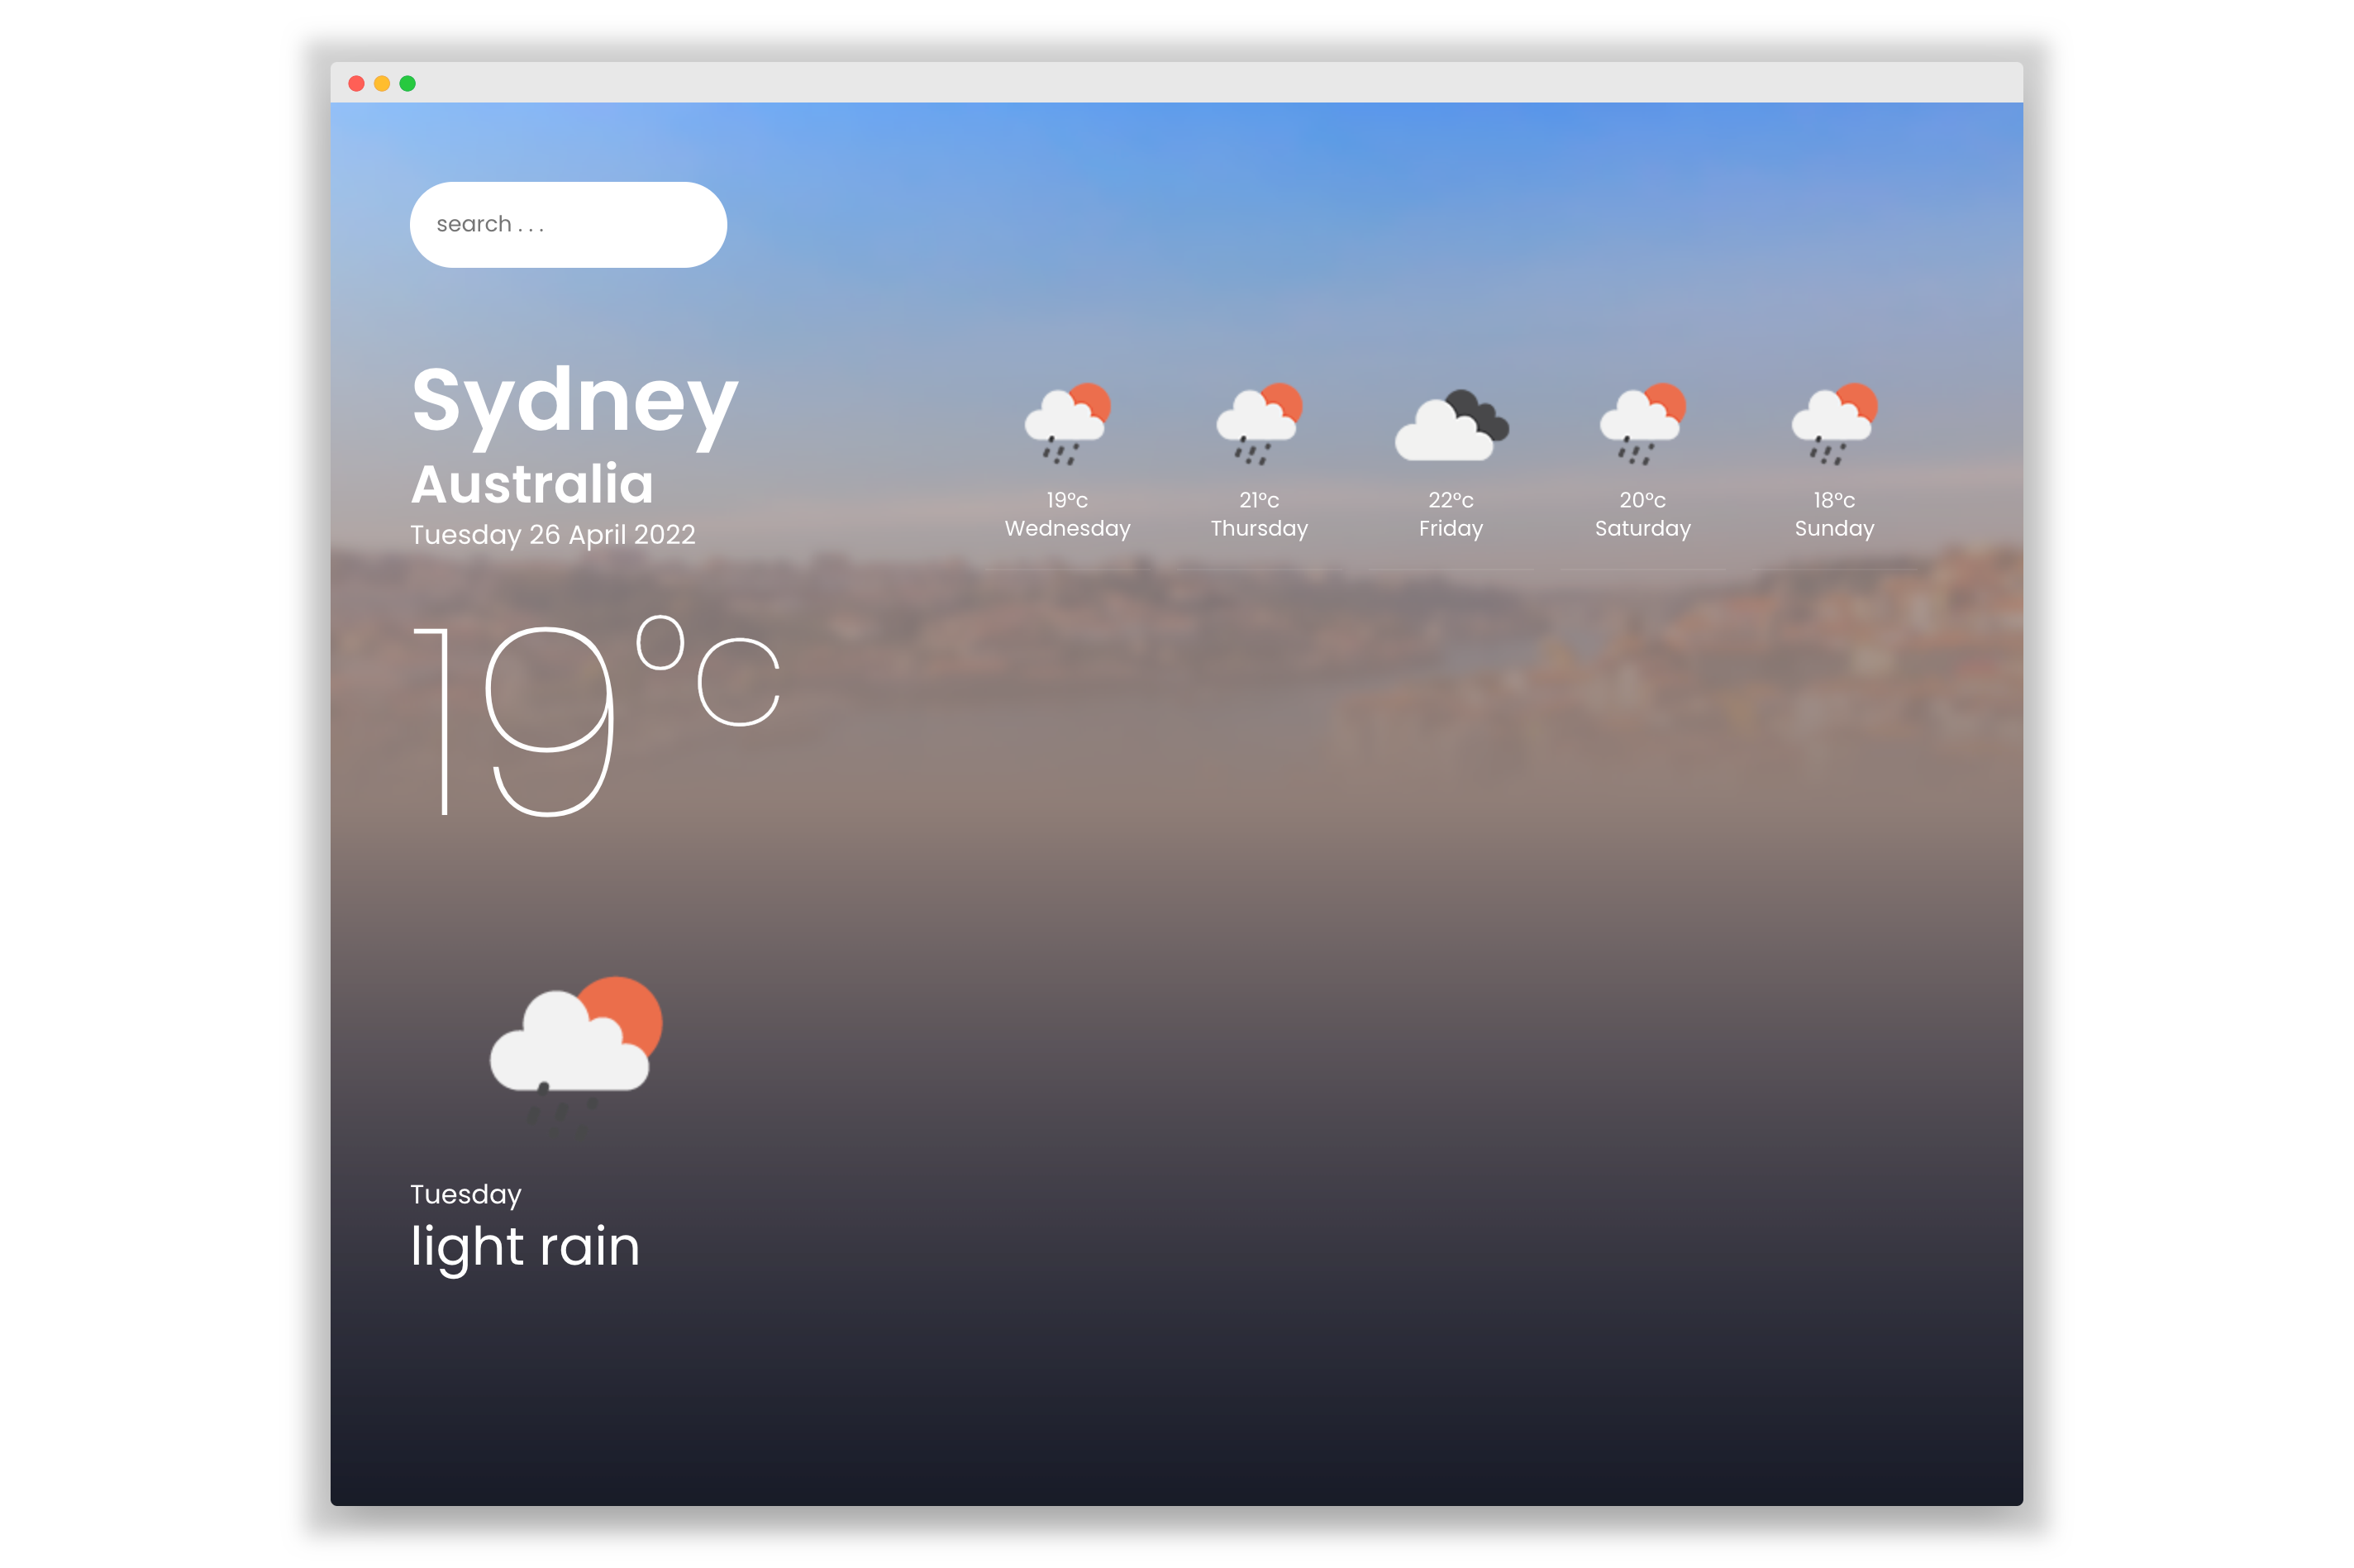 search . . .
Sydney
Australia
Tuesday 26 April 2022
19°c
Tuesday
light rain
19°c
Wednesday
21°c
Thursday
22°c
Friday
20°c
Saturday
18°c
Sunday